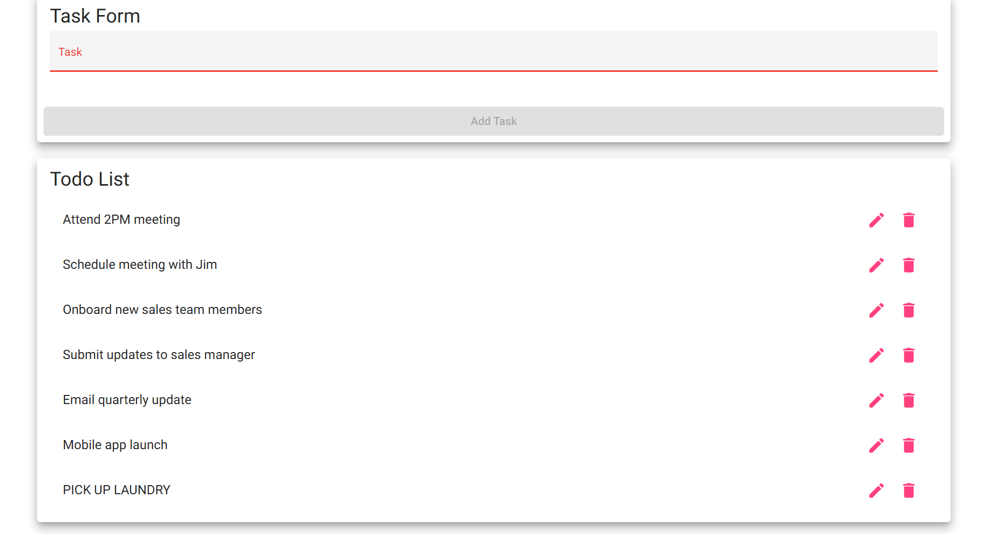 Task Form
Task
Add Task
Todo List
Attend 2PM meeting
Schedule meeting with Jim
Onboard new sales team members
Submit updates to sales manager
Email quarterly update
Mobile app launch
PICK UP LAUNDRY